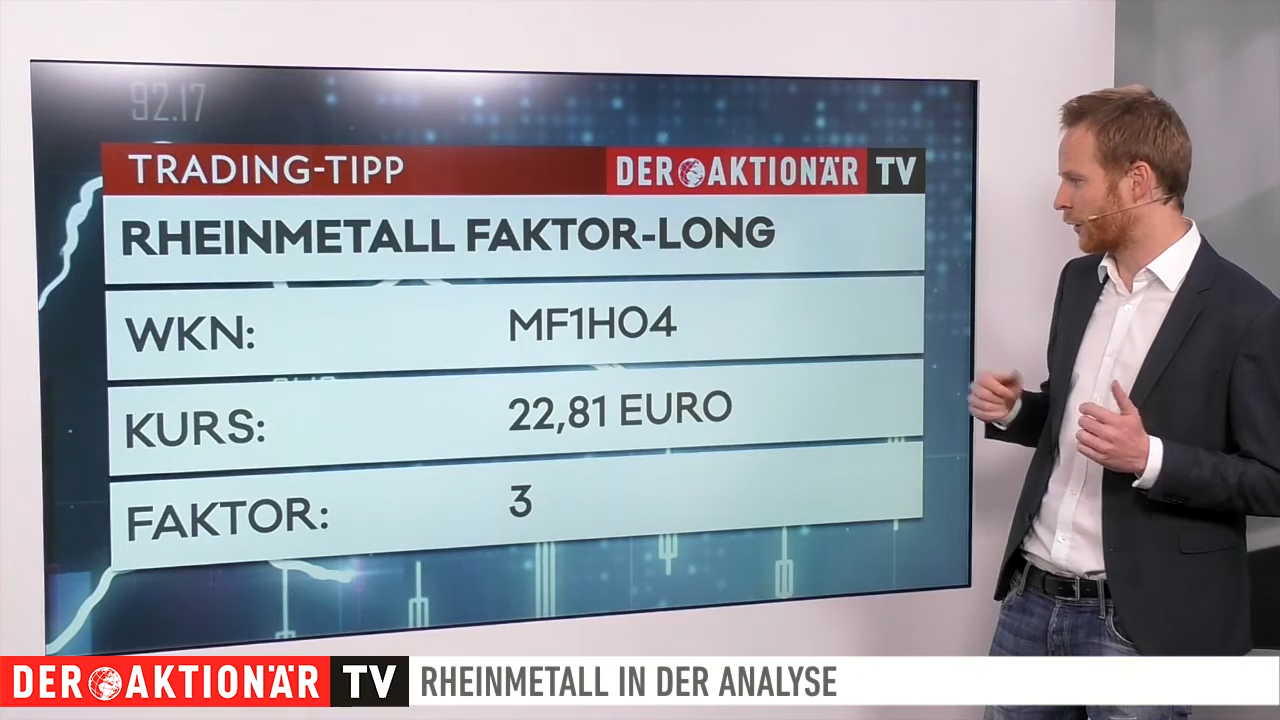 92.17
TRADING-TIPP
DER AKTIONÄR TV
RHEINMETALL FAKTOR-LONG
WKN: MF1HO4
KURS: 22,81 EURO
FAKTOR: 3
DER AKTIONÄR TV RHEINMETALL IN DER ANALYSE